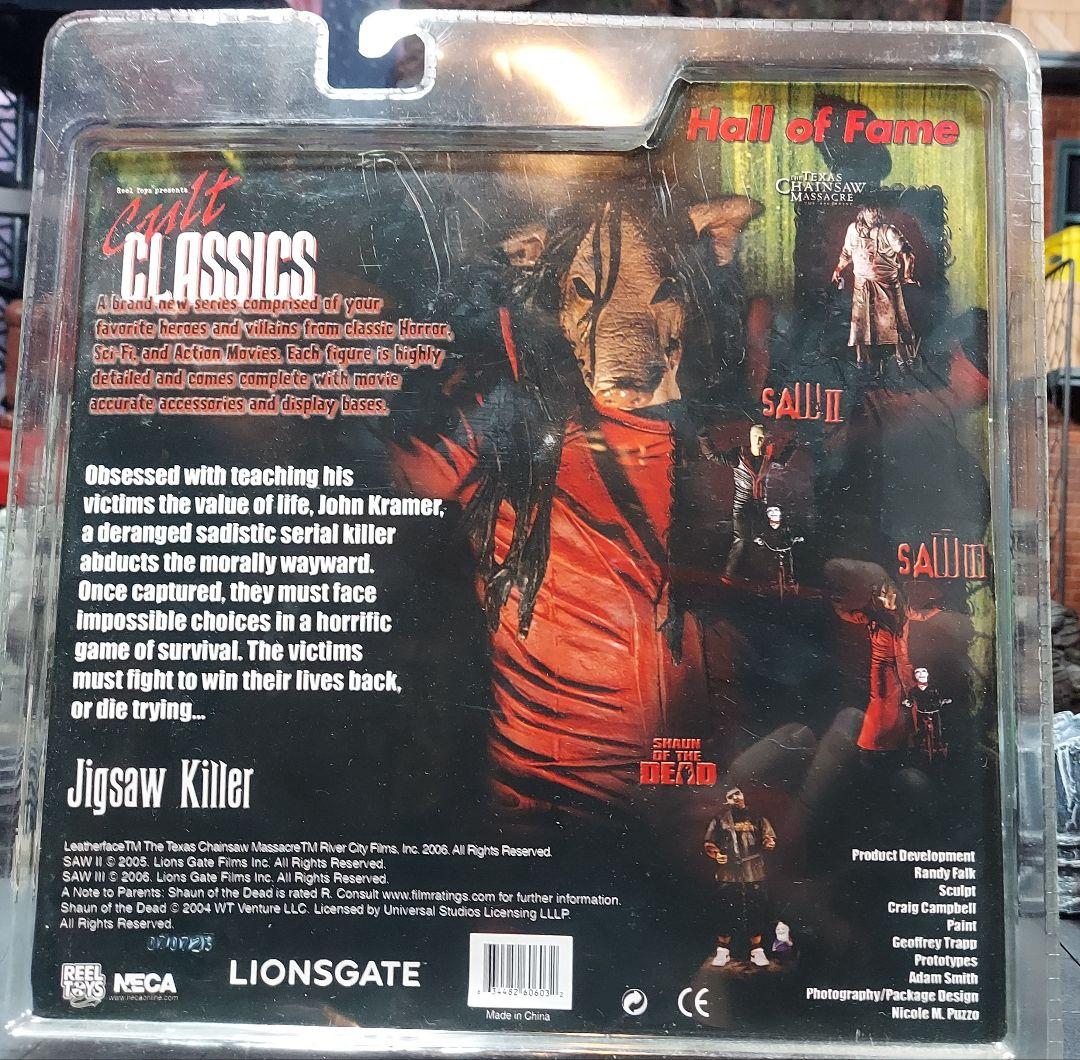 Hall of Fame
Reel Toys presents
Cult
CLASSICS
A brand new series comprised of your
favorite heroes and villains from classic Horror,
Sci-Fi, and Action Movies. Each figure is highly
detailed and comes complete with movie
accurate accessories and display bases.
THE TEXAS
CHAINSAW
MASSACRE
THE BEGINNING
SAW II
SAW III
SHAUN
OF THE
DEAD
Obsessed with teaching his
victims the value of life, John Kramer,
a deranged sadistic serial killer
abducts the morally wayward.
Once captured, they must face
impossible choices in a horrific
game of survival. The victims
must fight to win their lives back,
or die trying...
Jigsaw Killer
Leatherface™ The Texas Chainsaw Massacre™ River City Films, Inc. 2006. All Rights Reserved.
SAW II © 2005. Lions Gate Films Inc. All Rights Reserved.
SAW III © 2006. Lions Gate Films Inc. All Rights Reserved.
A Note to Parents: Shaun of the Dead is rated R. Consult www.filmratings.com for further information.
Shaun of the Dead © 2004 WT Venture LLC. Licensed by Universal Studios Licensing LLLP.
All Rights Reserved.
Product Development
Randy Falk
Sculpt
Craig Campbell
Paint
Geoffrey Trapp
Prototypes
Adam Smith
Photography/Package Design
Nicole M. Puzzo
REEL
TOYS
NECA
www.necaonline.com
LIONSGATE™
6 34482 60603 2
Made in China
CE